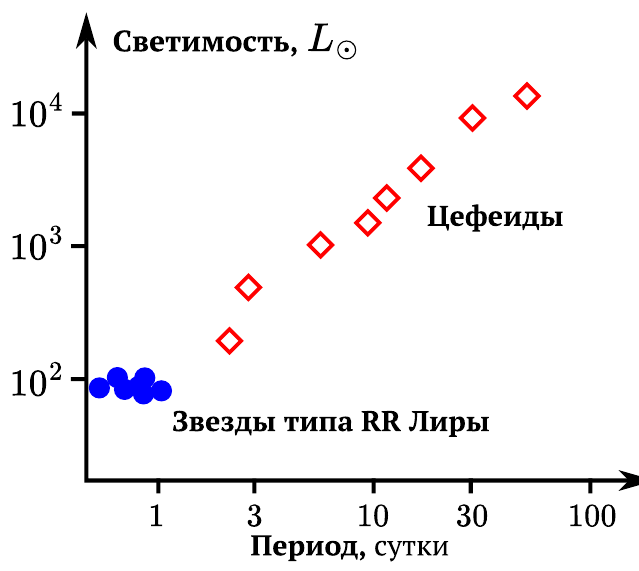 Светимость, L☉
10⁴
10³
10²
Цефеиды
Звезды типа RR Лиры
1 3 10 30 100
Период, сутки